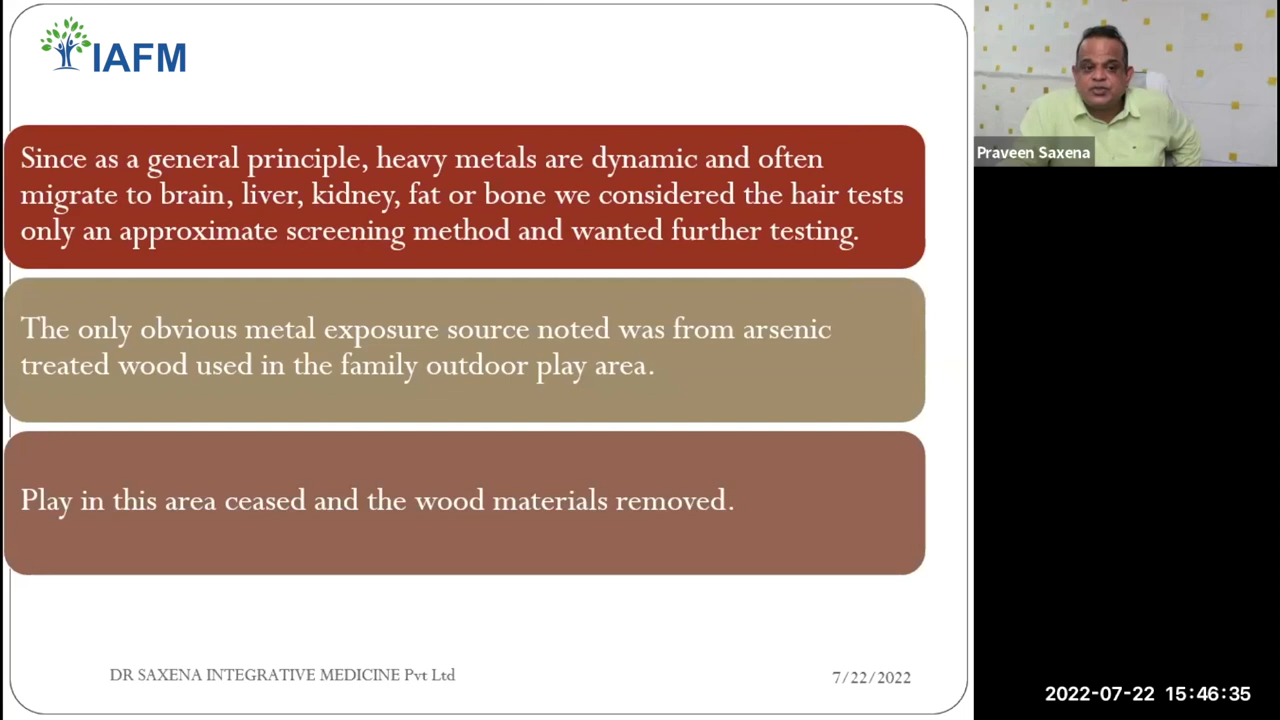 IAFM
Since as a general principle, heavy metals are dynamic and often
migrate to brain, liver, kidney, fat or bone we considered the hair tests
only an approximate screening method and wanted further testing.
The only obvious metal exposure source noted was from arsenic
treated wood used in the family outdoor play area.
Play in this area ceased and the wood materials removed.
DR SAXENA INTEGRATIVE MEDICINE Pvt Ltd
7/22/2022
Praveen Saxena
2022-07-22 15:46:35